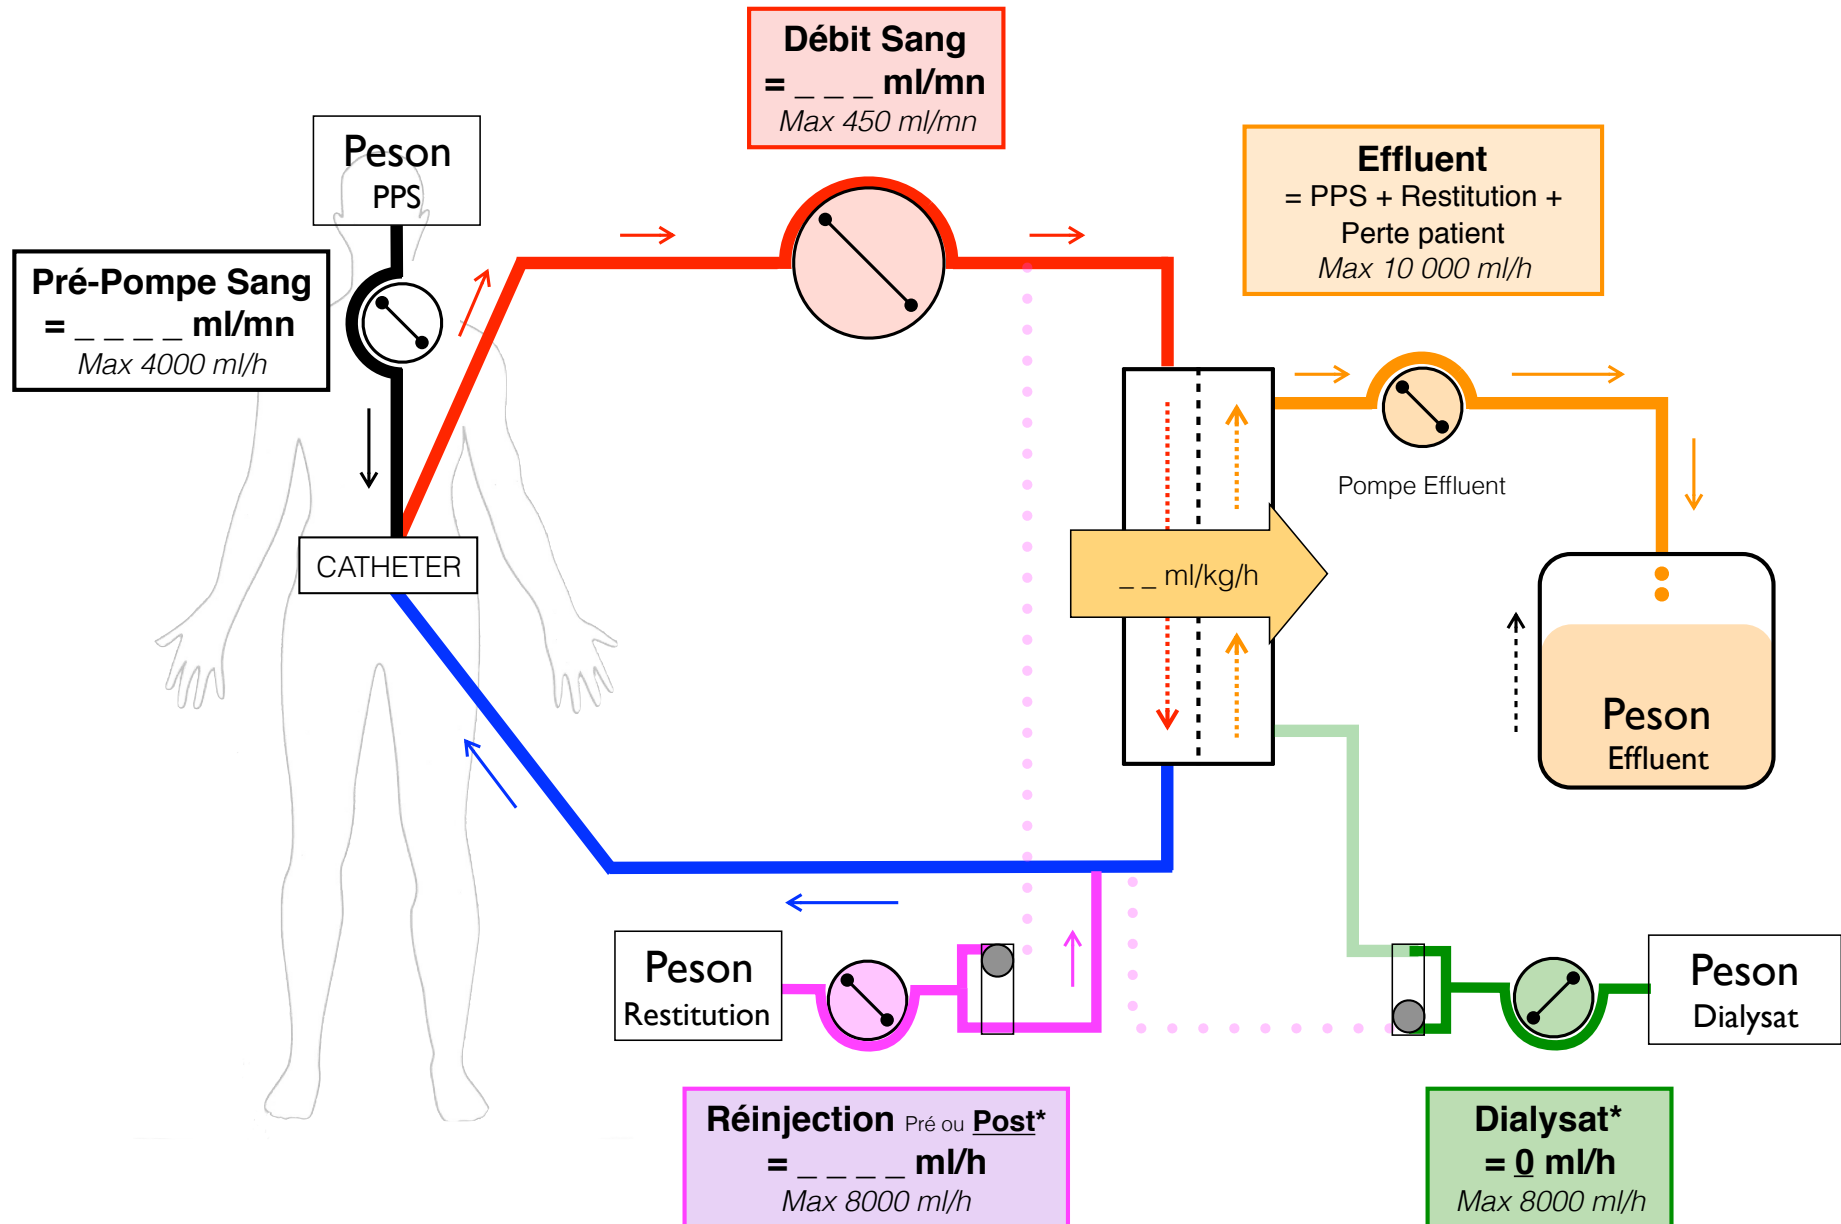 Débit Sang
= _ _ _ ml/mn
Max 450 ml/mn
Peson
PPS
Effluent
= PPS + Restitution +
Perte patient
Max 10 000 ml/h
Pré-Pompe Sang
= _ _ _ _ ml/mn
Max 4000 ml/h
Pompe Effluent
CATHETER
_ _ ml/kg/h
Peson
Effluent
Peson
Restitution
Peson
Dialysat
Réinjection Pré ou Post*
= _ _ _ _ ml/h
Max 8000 ml/h
Dialysat*
= 0 ml/h
Max 8000 ml/h